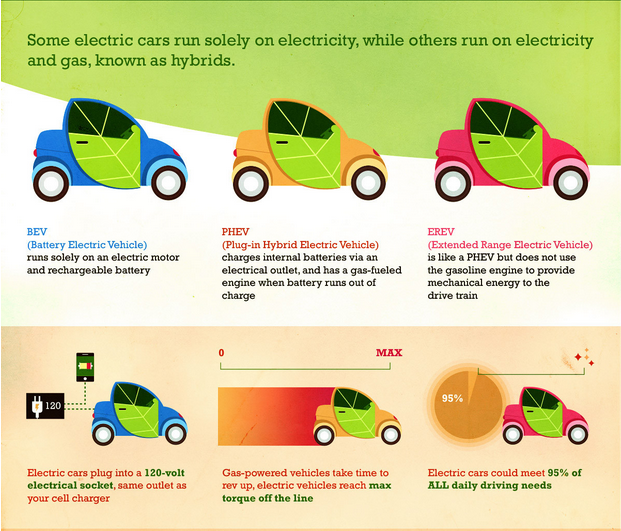 Some electric cars run solely on electricity, while others run on electricity
and gas, known as hybrids.
BEV
(Battery Electric Vehicle)
runs solely on an electric motor
and rechargeable battery
PHEV
(Plug-in Hybrid Electric Vehicle)
charges internal batteries via an
electrical outlet, and has a gas-fueled
engine when battery runs out of
charge
EREV
(Extended Range Electric Vehicle)
is like a PHEV but does not use
the gasoline engine to provide
mechanical energy to the
drive train
120
Electric cars plug into a 120-volt
electrical socket, same outlet as
your cell charger
0 MAX
Gas-powered vehicles take time to
rev up, electric vehicles reach max
torque off the line
95%
Electric cars could meet 95% of
ALL daily driving needs